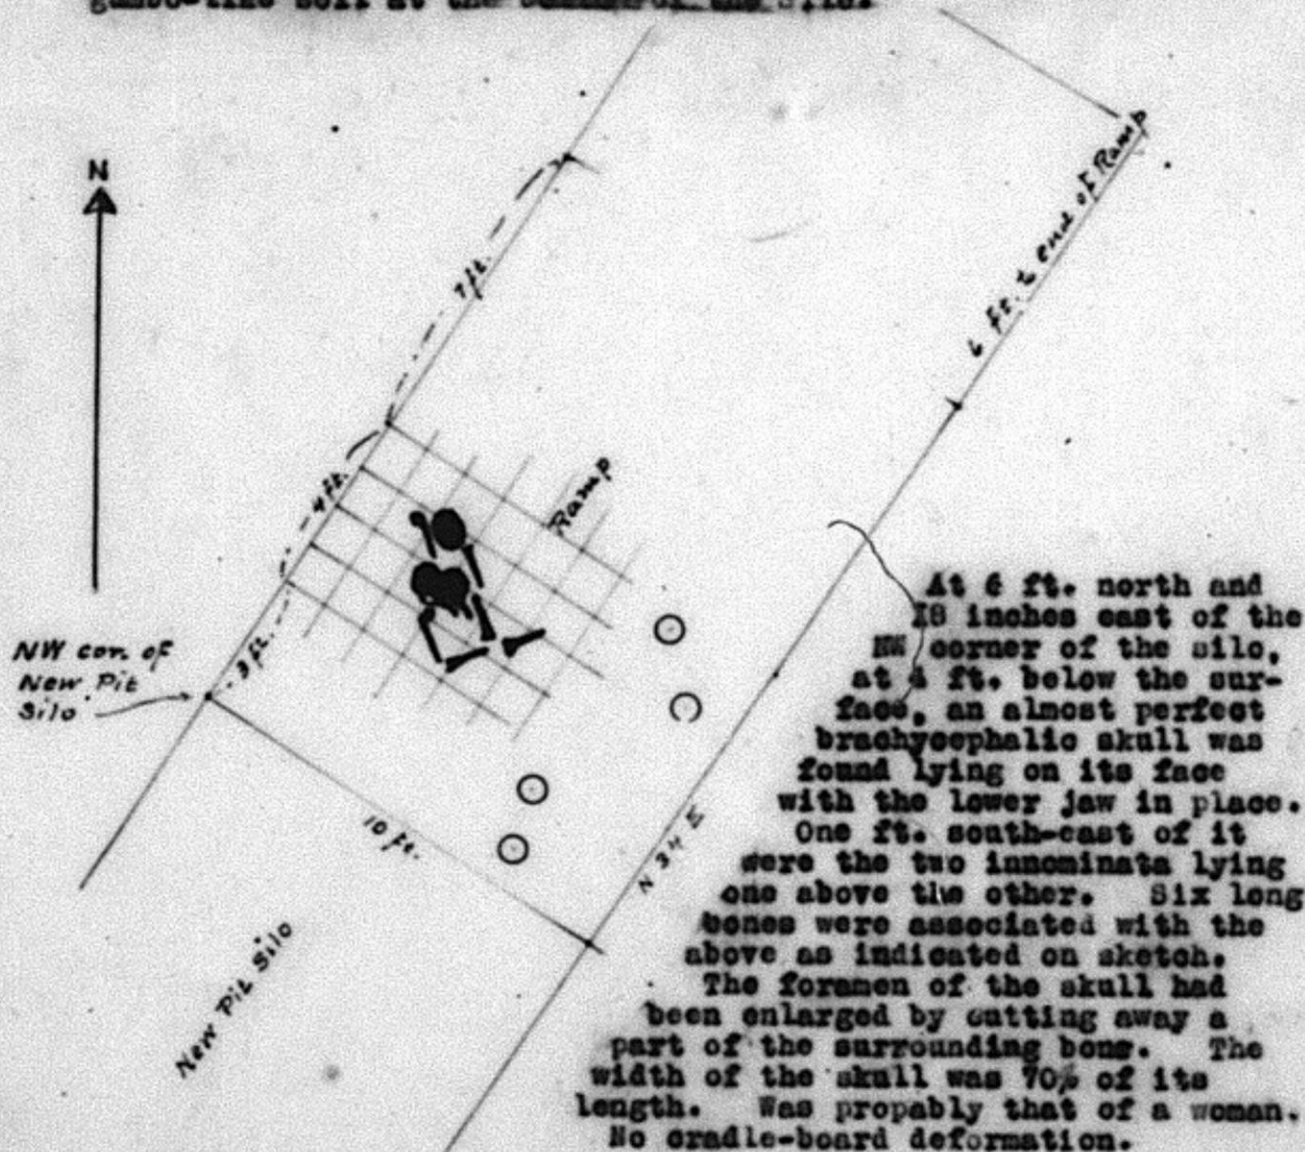 gumbo-like soil at the
N
7 ft.
6 ft. to end of Ramp
Ramp
4 ft.
3 ft.
NW cor. of
New Pit
Silo
10 ft.
N 34 E
New Pit Silo
At 6 ft. north and
18 inches east of the
NW corner of the silo,
at 4 ft. below the sur-
face, an almost perfect
brachycephalic skull was
found lying on its face
with the lower jaw in place.
One ft. south-east of it
were the two innominata lying
one above the other. Six long
bones were associated with the
above as indicated on sketch.
The foramen of the skull had
been enlarged by cutting away a
part of the surrounding bone. The
width of the skull was 70% of its
length. Was propably that of a woman.
No cradle-board deformation.